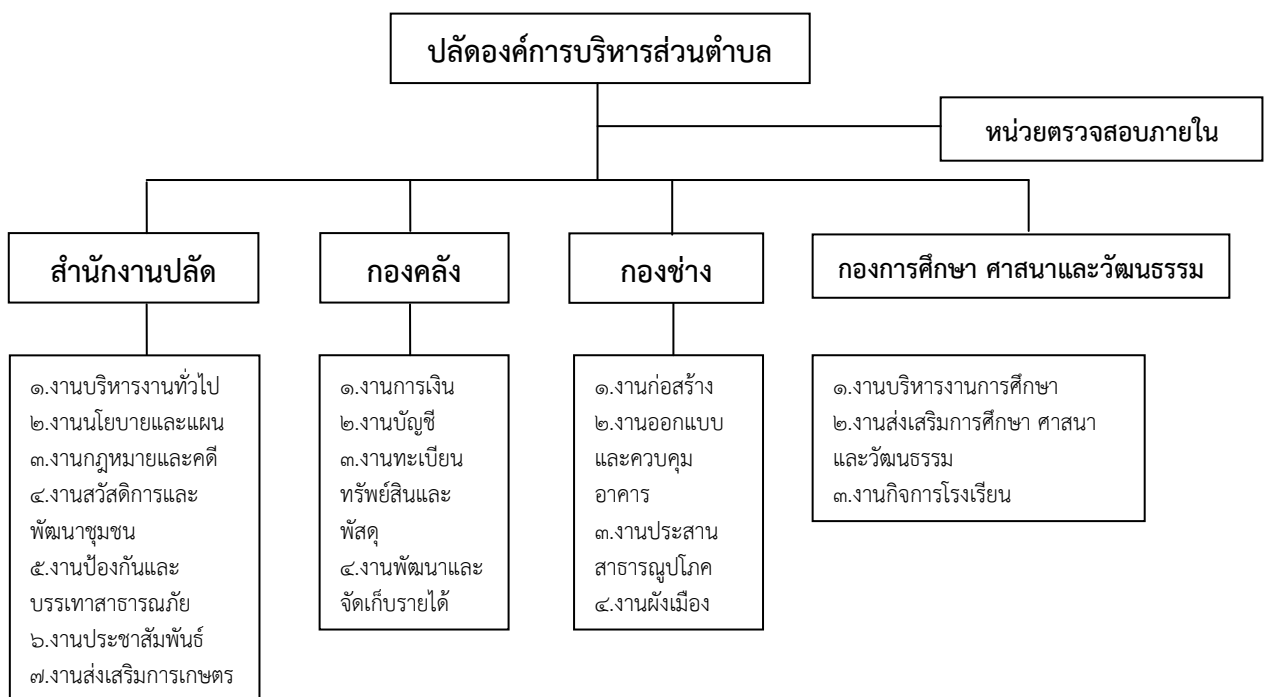 ปลัดองค์การบริหารส่วนตำบล
หน่วยตรวจสอบภายใน
สำนักงานปลัด
กองคลัง
กองช่าง
กองการศึกษา ศาสนาและวัฒนธรรม
๑.งานบริหารงานทั่วไป
๒.งานนโยบายและแผน
๓.งานกฎหมายและคดี
๔.งานสวัสดิการและ
พัฒนาชุมชน
๕.งานป้องกันและ
บรรเทาสาธารณภัย
๖.งานประชาสัมพันธ์
๗.งานส่งเสริมการเกษตร
๑.งานการเงิน
๒.งานบัญชี
๓.งานทะเบียน
ทรัพย์สินและ
พัสดุ
๔.งานพัฒนาและ
จัดเก็บรายได้
๑.งานก่อสร้าง
๒.งานออกแบบ
และควบคุม
อาคาร
๓.งานประสาน
สาธารณูปโภค
๔.งานผังเมือง
๑.งานบริหารงานการศึกษา
๒.งานส่งเสริมการศึกษา ศาสนา
และวัฒนธรรม
๓.งานกิจการโรงเรียน